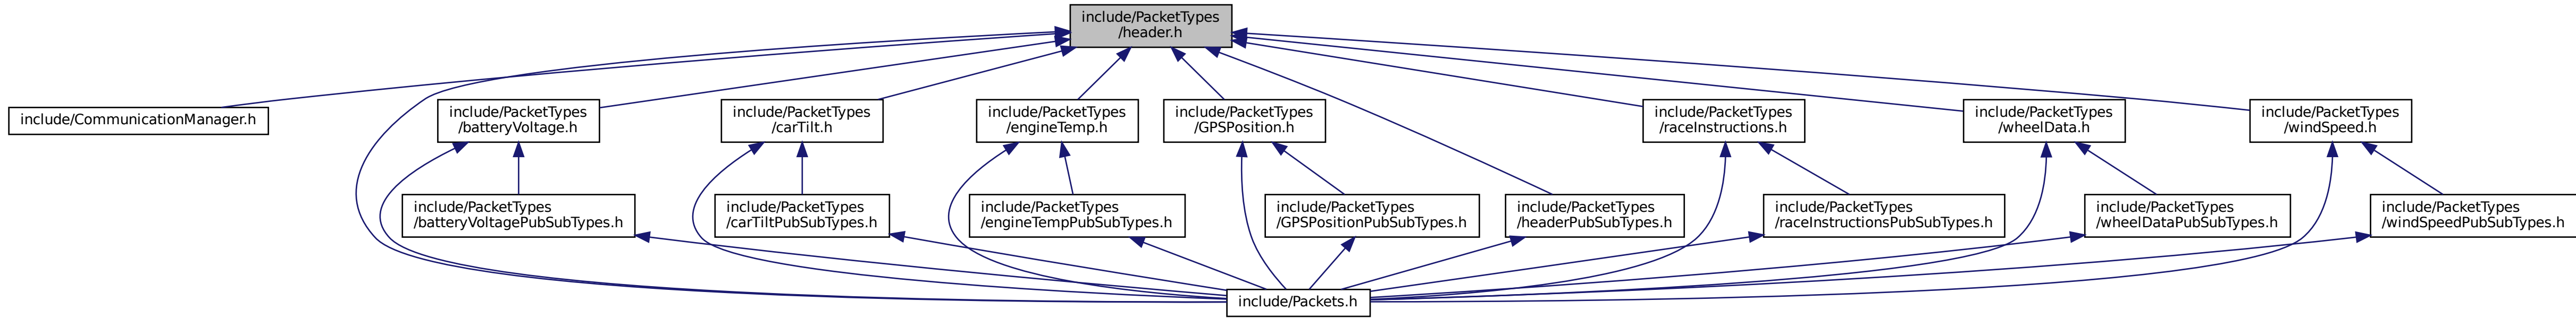 include/PacketTypes
/header.h
include/CommunicationManager.h
include/PacketTypes
/batteryVoltage.h
include/PacketTypes
/carTilt.h
include/PacketTypes
/engineTemp.h
include/PacketTypes
/GPSPosition.h
include/PacketTypes
/raceInstructions.h
include/PacketTypes
/wheelData.h
include/PacketTypes
/windSpeed.h
include/PacketTypes
/batteryVoltagePubSubTypes.h
include/PacketTypes
/carTiltPubSubTypes.h
include/PacketTypes
/engineTempPubSubTypes.h
include/PacketTypes
/GPSPositionPubSubTypes.h
include/PacketTypes
/headerPubSubTypes.h
include/PacketTypes
/raceInstructionsPubSubTypes.h
include/PacketTypes
/wheelDataPubSubTypes.h
include/PacketTypes
/windSpeedPubSubTypes.h
include/Packets.h